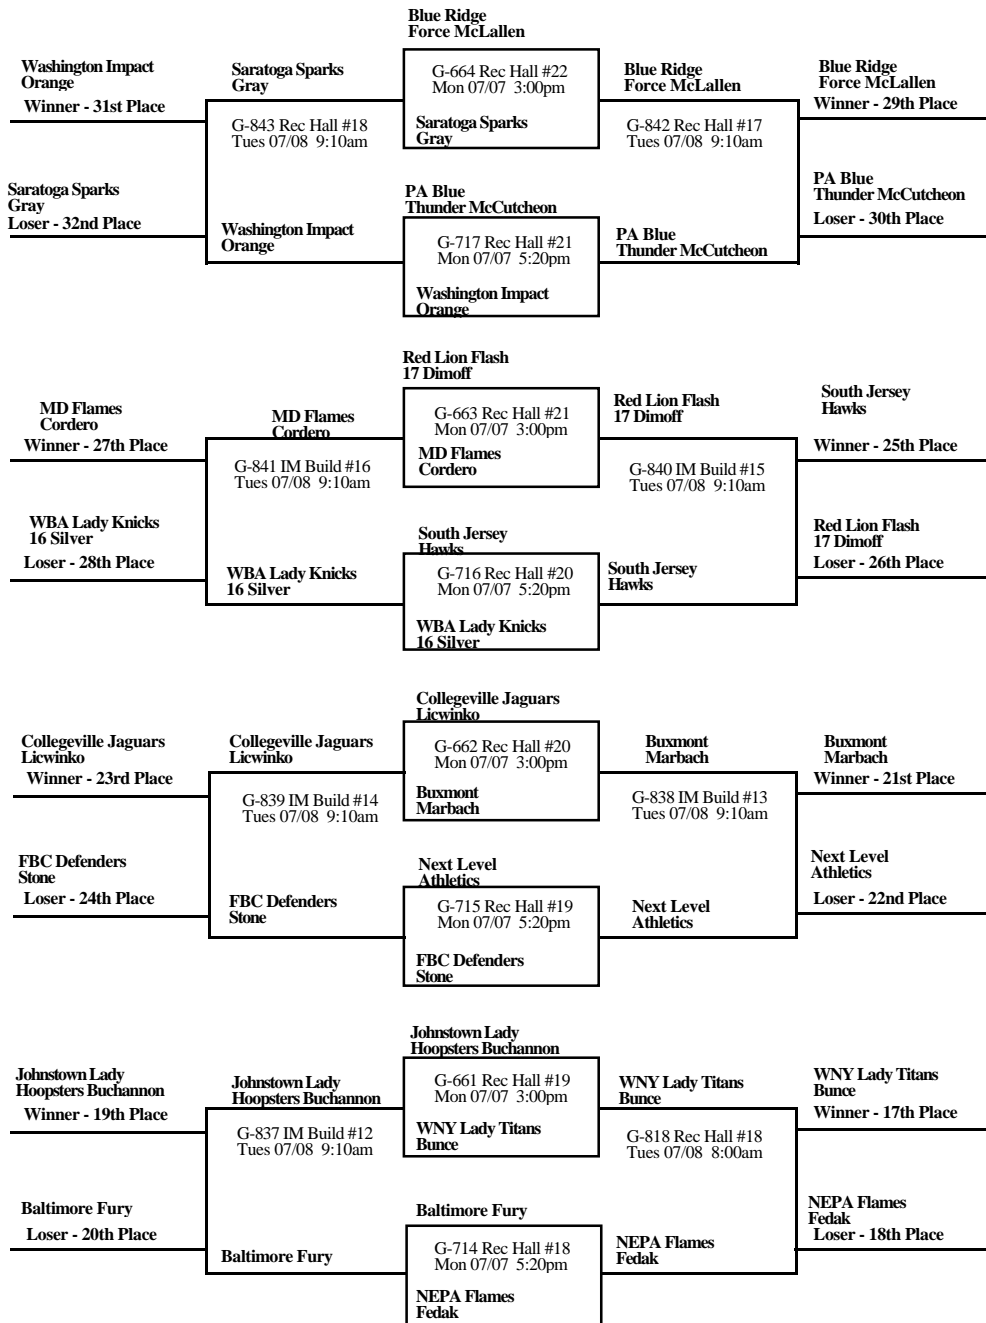 Blue Ridge
Force McLallen
Washington Impact
Orange
Winner - 31st Place
Saratoga Sparks
Gray
G-664 Rec Hall #22
Mon 07/07  3:00pm
Saratoga Sparks
Gray
Blue Ridge
Force McLallen
Blue Ridge
Force McLallen
Winner - 29th Place
G-843 Rec Hall #18
Tues 07/08  9:10am
G-842 Rec Hall #17
Tues 07/08  9:10am
Saratoga Sparks
Gray
Loser - 32nd Place
Washington Impact
Orange
PA Blue
Thunder McCutcheon
G-717 Rec Hall #21
Mon 07/07  5:20pm
Washington Impact
Orange
PA Blue
Thunder McCutcheon
PA Blue
Thunder McCutcheon
Loser - 30th Place
Red Lion Flash
17 Dimoff
MD Flames
Cordero
Winner - 27th Place
MD Flames
Cordero
G-663 Rec Hall #21
Mon 07/07  3:00pm
MD Flames
Cordero
Red Lion Flash
17 Dimoff
South Jersey
Hawks
Winner - 25th Place
G-841 IM Build #16
Tues 07/08  9:10am
G-840 IM Build #15
Tues 07/08  9:10am
WBA Lady Knicks
16 Silver
Loser - 28th Place
WBA Lady Knicks
16 Silver
South Jersey
Hawks
G-716 Rec Hall #20
Mon 07/07  5:20pm
WBA Lady Knicks
16 Silver
South Jersey
Hawks
Red Lion Flash
17 Dimoff
Loser - 26th Place
Collegeville Jaguars
Licwinko
Collegeville Jaguars
Licwinko
Winner - 23rd Place
Collegeville Jaguars
Licwinko
G-662 Rec Hall #20
Mon 07/07  3:00pm
Buxmont
Marbach
Buxmont
Marbach
Buxmont
Marbach
Winner - 21st Place
G-839 IM Build #14
Tues 07/08  9:10am
G-838 IM Build #13
Tues 07/08  9:10am
FBC Defenders
Stone
Loser - 24th Place
FBC Defenders
Stone
Next Level
Athletics
G-715 Rec Hall #19
Mon 07/07  5:20pm
FBC Defenders
Stone
Next Level
Athletics
Next Level
Athletics
Loser - 22nd Place
Johnstown Lady
Hoopsters Buchannon
Johnstown Lady
Hoopsters Buchannon
Winner - 19th Place
Johnstown Lady
Hoopsters Buchannon
G-661 Rec Hall #19
Mon 07/07  3:00pm
WNY Lady Titans
Bunce
WNY Lady Titans
Bunce
WNY Lady Titans
Bunce
Winner - 17th Place
G-837 IM Build #12
Tues 07/08  9:10am
G-818 Rec Hall #18
Tues 07/08  8:00am
Baltimore Fury
Loser - 20th Place
Baltimore Fury
Baltimore Fury
G-714 Rec Hall #18
Mon 07/07  5:20pm
NEPA Flames
Fedak
NEPA Flames
Fedak
NEPA Flames
Fedak
Loser - 18th Place